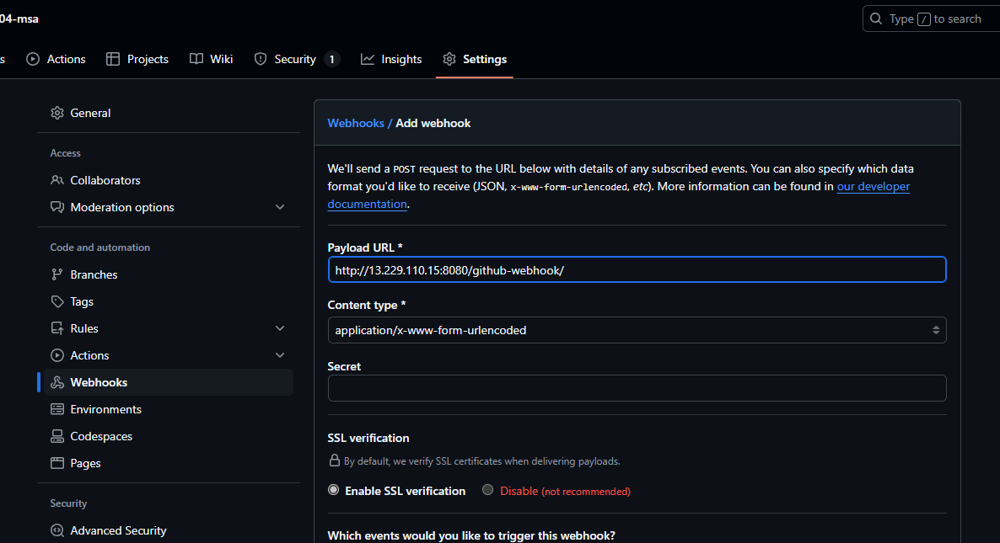 04-msa
Type / to search
s Actions Projects Wiki Security 1 Insights Settings
General
Access
Collaborators
Moderation options
Code and automation
Branches
Tags
Rules
Actions
Webhooks
Environments
Codespaces
Pages
Security
Advanced Security
Webhooks / Add webhook
We'll send a POST request to the URL below with details of any subscribed events. You can also specify which data
format you'd like to receive (JSON, x-www-form-urlencoded, etc). More information can be found in our developer
documentation.
Payload URL *
http://13.229.110.15:8080/github-webhook/
Content type *
application/x-www-form-urlencoded
Secret
SSL verification
By default, we verify SSL certificates when delivering payloads.
Enable SSL verification Disable (not recommended)
Which events would you like to trigger this webhook?